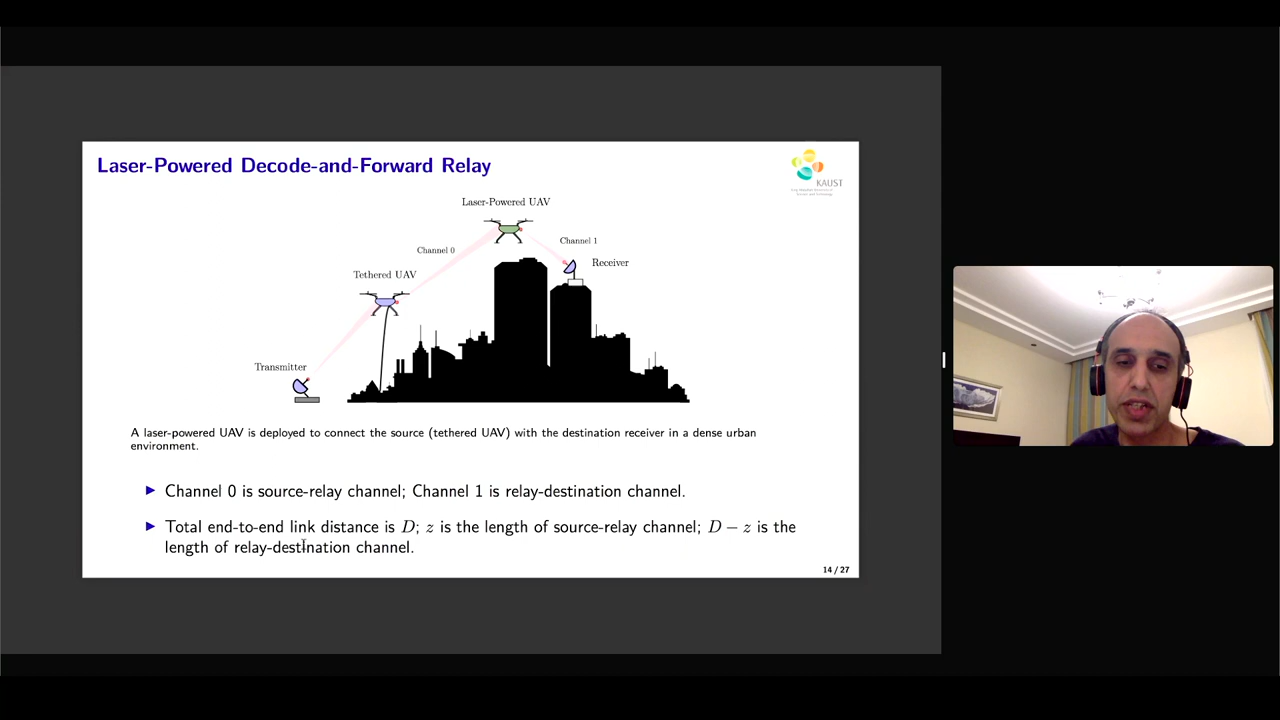 Laser-Powered Decode-and-Forward Relay
KAUST
Laser-Powered UAV
Channel 0
Channel 1
Receiver
Tethered UAV
Transmitter
A laser-powered UAV is deployed to connect the source (tethered UAV) with the destination receiver in a dense urban
environment.
Channel 0 is source-relay channel; Channel 1 is relay-destination channel.
Total end-to-end link distance is D; z is the length of source-relay channel; D − z is the
length of relay-destination channel.
14 / 27